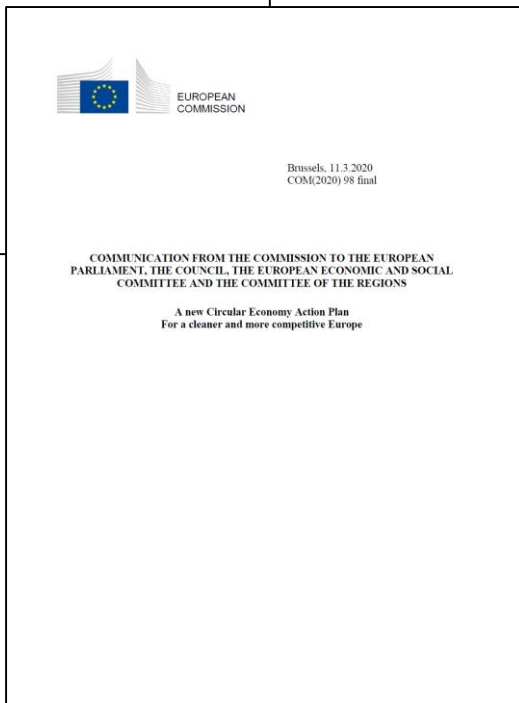 EUROPEAN
COMMISSION
Brussels, 11.3.2020
COM(2020) 98 final
COMMUNICATION FROM THE COMMISSION TO THE EUROPEAN
PARLIAMENT, THE COUNCIL, THE EUROPEAN ECONOMIC AND SOCIAL
COMMITTEE AND THE COMMITTEE OF THE REGIONS
A new Circular Economy Action Plan
For a cleaner and more competitive Europe